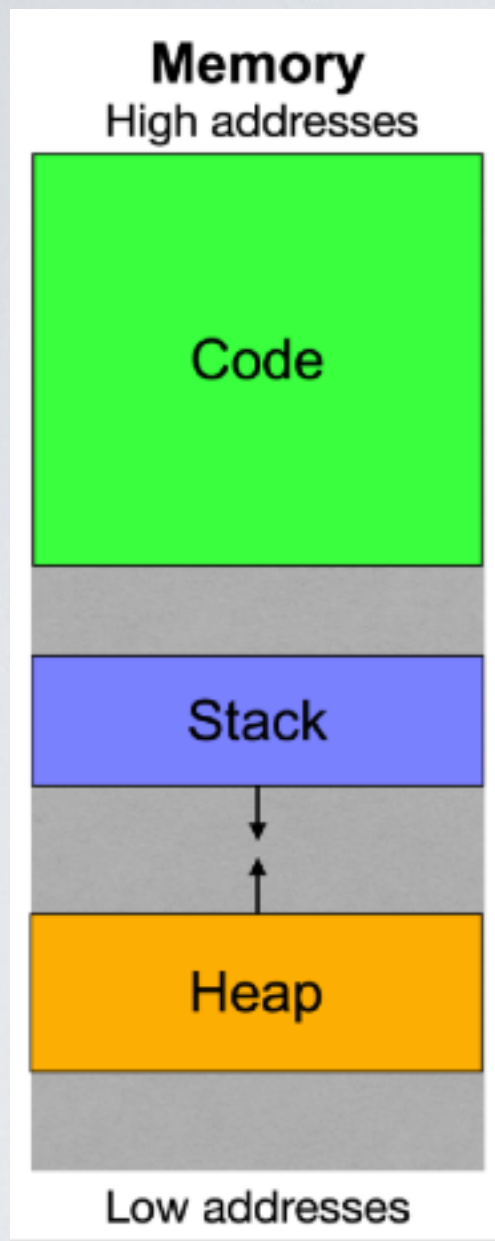 Memory
High addresses
Code
Stack
Heap
Low addresses